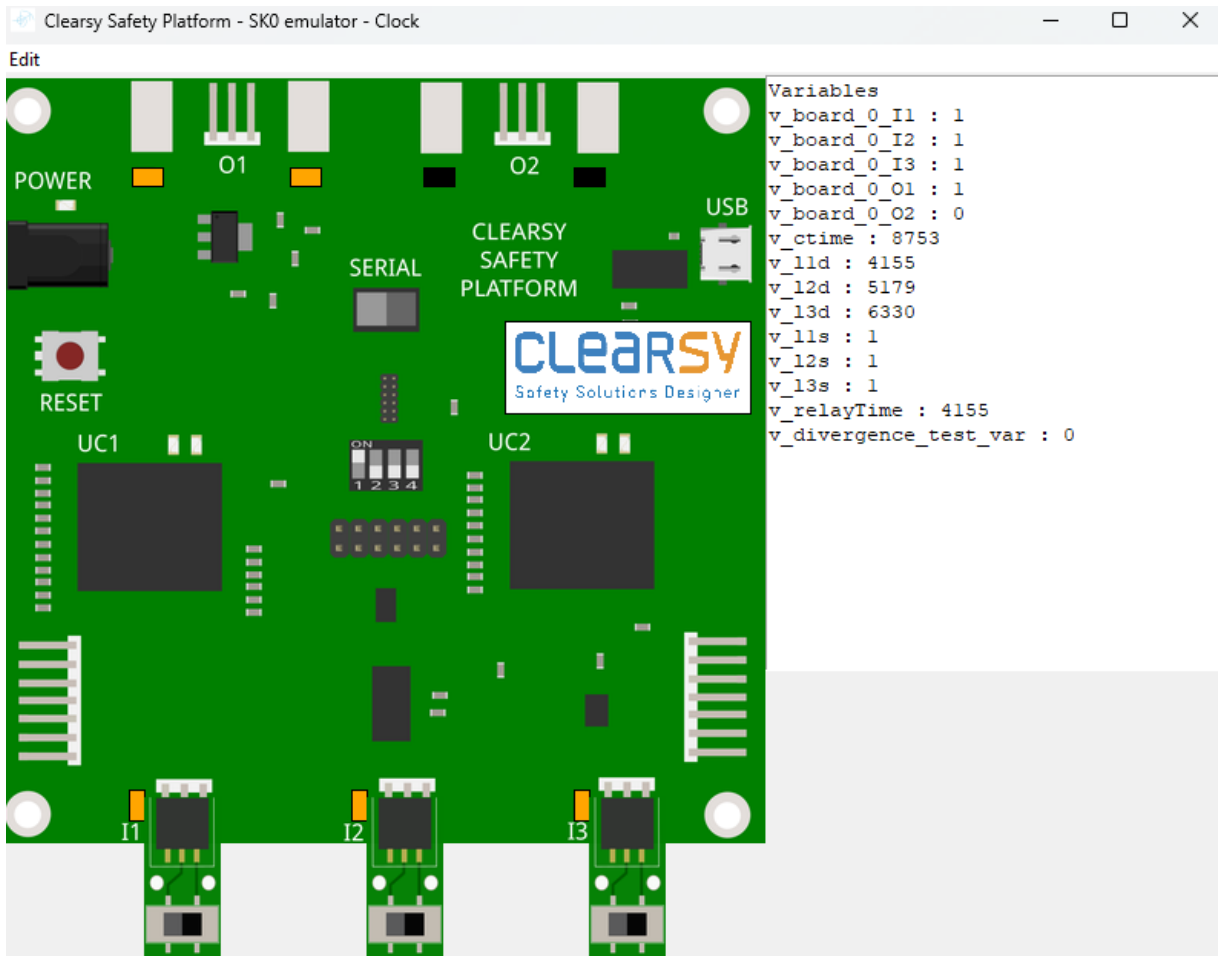 Clearsy Safety Platform - SK0 emulator - Clock
Edit
O1
O2
POWER
USB
CLEARSY
SAFETY
PLATFORM
SERIAL
CLEARSY
Safety Solutions Designer
RESET
UC1
ON
1 2 3 4
UC2
I1
I2
I3
Variables
v_board_0_I1 : 1
v_board_0_I2 : 1
v_board_0_I3 : 1
v_board_0_O1 : 1
v_board_0_O2 : 0
v_ctime : 8753
v_l1d : 4155
v_l2d : 5179
v_l3d : 6330
v_l1s : 1
v_l2s : 1
v_l3s : 1
v_relayTime : 4155
v_divergence_test_var : 0